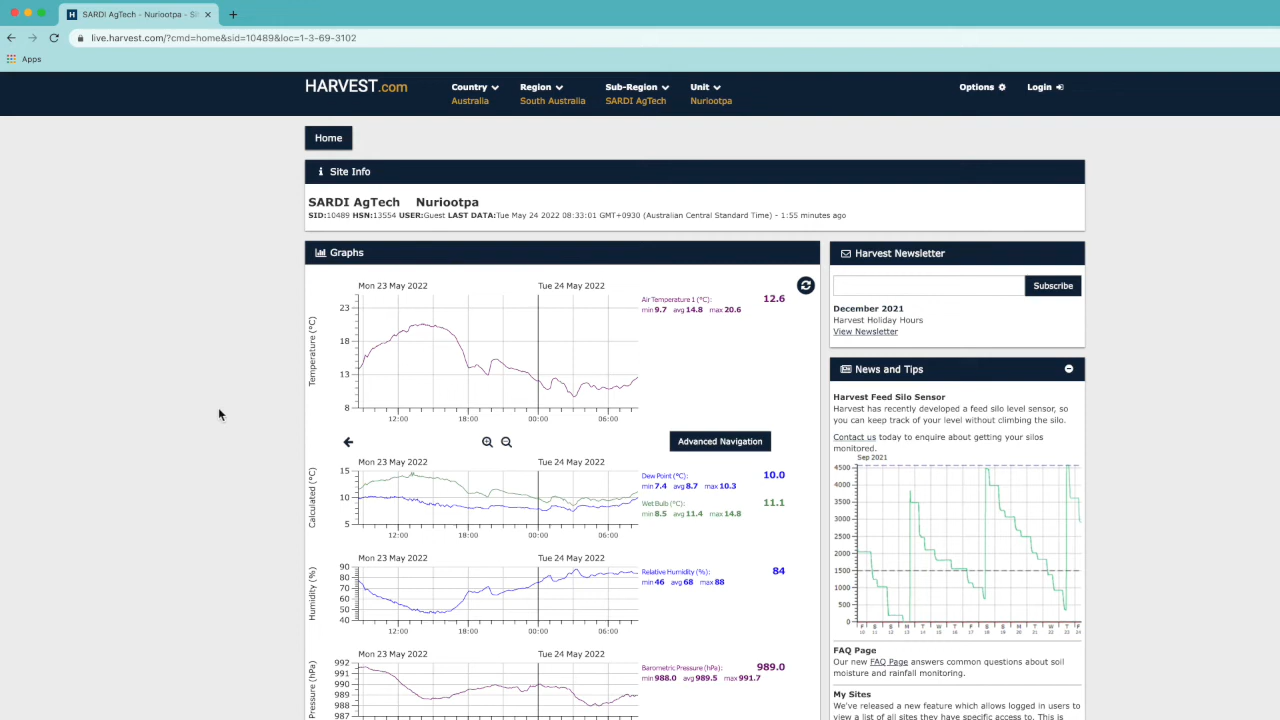 SARDI AgTech - Nuriootpa - Si
live.harvest.com/?cmd=home&sid=10489&loc=1-3-69-3102
Apps
HARVEST.com
Country Region Sub-Region Unit Options Login
Australia South Australia SARDI AgTech Nuriootpa
Home
Site Info
SARDI AgTech Nuriootpa
SID:10489 HSN:13554 USER:Guest LAST DATA:Tue May 24 2022 08:33:01 GMT+0930 (Australian Central Standard Time) - 1:55 minutes ago
Graphs
Mon 23 May 2022 Tue 24 May 2022
Temperature (°C)
23
18
13
8
12:00 18:00 00:00 06:00
Air Temperature 1 (°C): 12.6
min 9.7 avg 14.8 max 20.6
Advanced Navigation
Mon 23 May 2022 Tue 24 May 2022
Calculated (°C)
15
10
5
12:00 18:00 00:00 06:00
Dew Point (°C): 10.0
min 7.4 avg 8.7 max 10.3
Wet Bulb (°C): 11.1
min 8.5 avg 11.4 max 14.8
Mon 23 May 2022 Tue 24 May 2022
Humidity (%)
90
80
70
60
50
40
12:00 18:00 00:00 06:00
Relative Humidity (%): 84
min 46 avg 68 max 88
Mon 23 May 2022 Tue 24 May 2022
Pressure (hPa)
992
991
990
989
988
987
Barometric Pressure (hPa): 989.0
min 988.0 avg 989.5 max 991.7
Harvest Newsletter
Subscribe
December 2021
Harvest Holiday Hours
View Newsletter
News and Tips
Harvest Feed Silo Sensor
Harvest has recently developed a feed silo level sensor, so
you can keep track of your level without climbing the silo.
Contact us today to enquire about getting your silos
monitored.
Sep 2021
4500
4000
3500
3000
2500
2000
1500
1000
500
0
F S S M T W T F S S M T W T F
10 11 12 13 14 15 16 17 18 19 20 21 22 23 24
FAQ Page
Our new FAQ Page answers common questions about soil
moisture and rainfall monitoring.
My Sites
We've released a new feature which allows logged in users to
view a list of all sites they have specific access to. This is